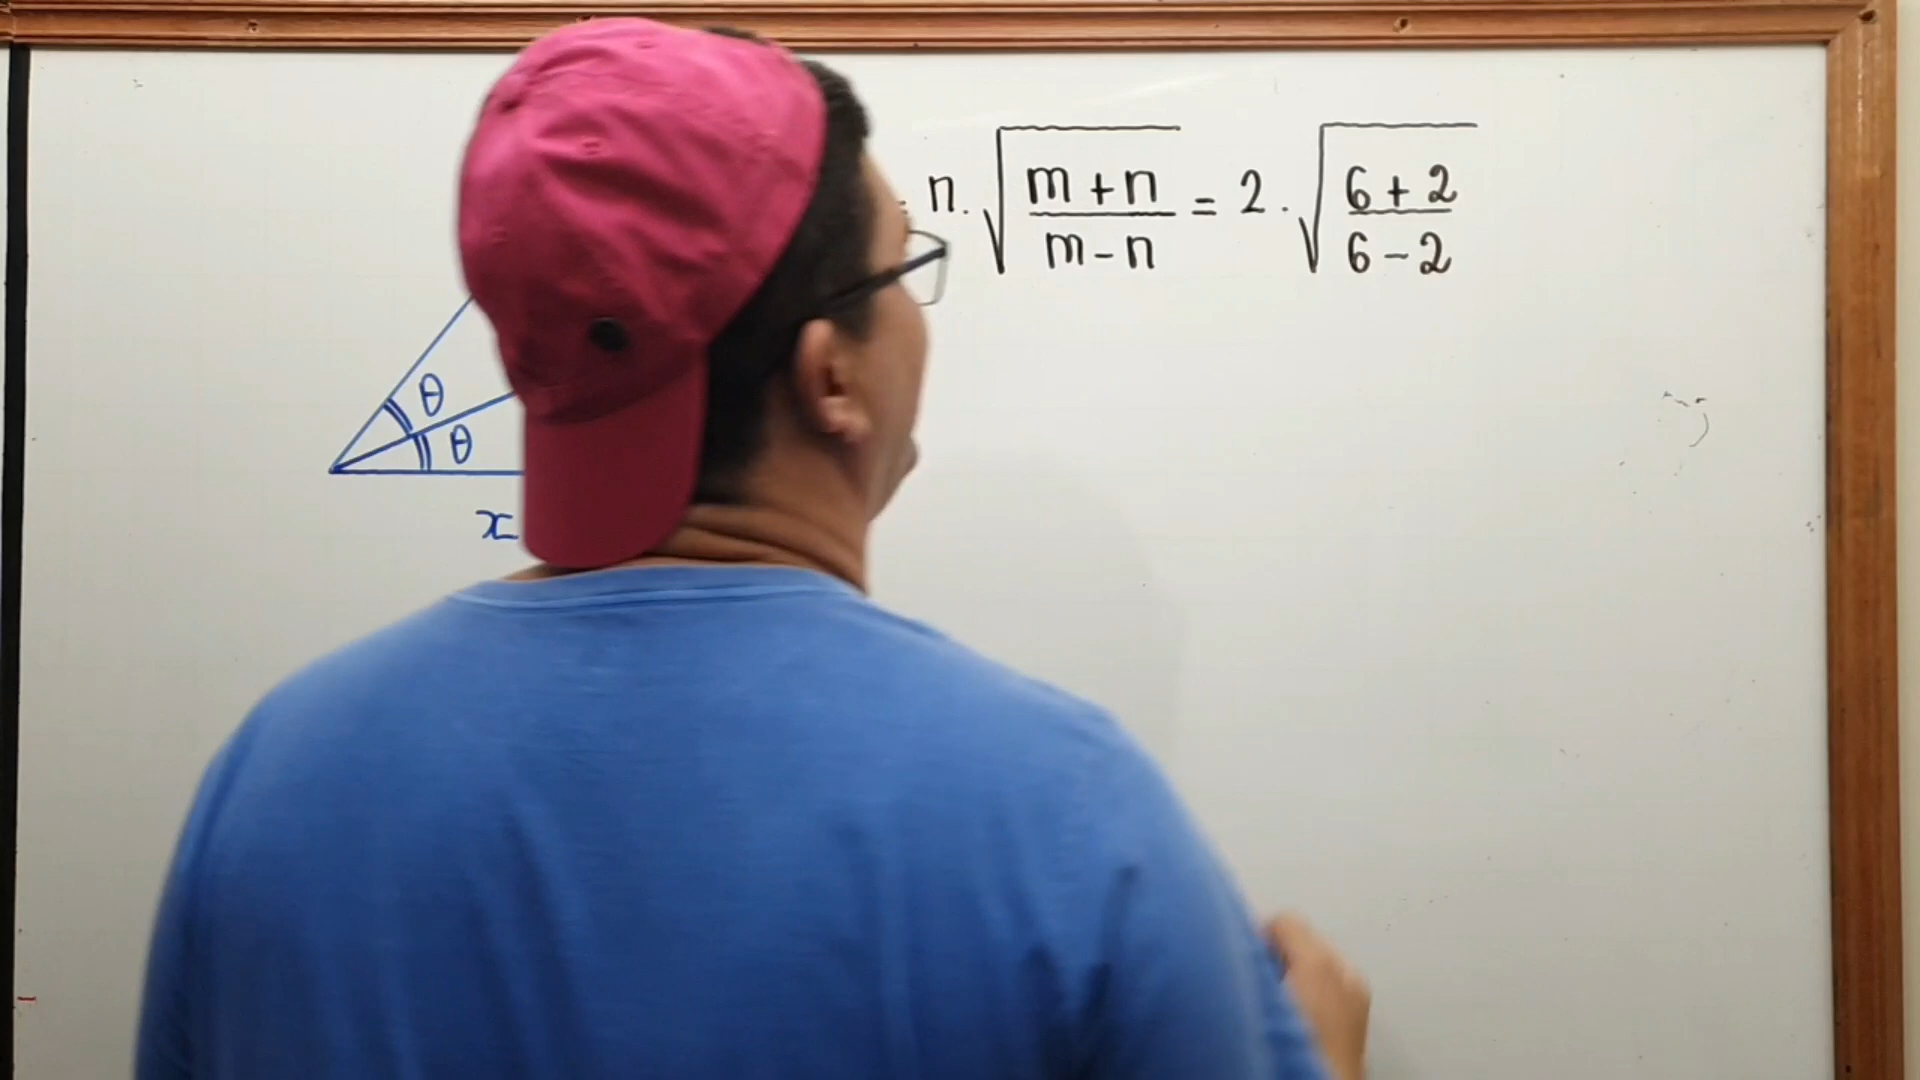 n. √((m + n)/(m - n)) = 2 . √((6 + 2)/(6 - 2))
θ
θ
x